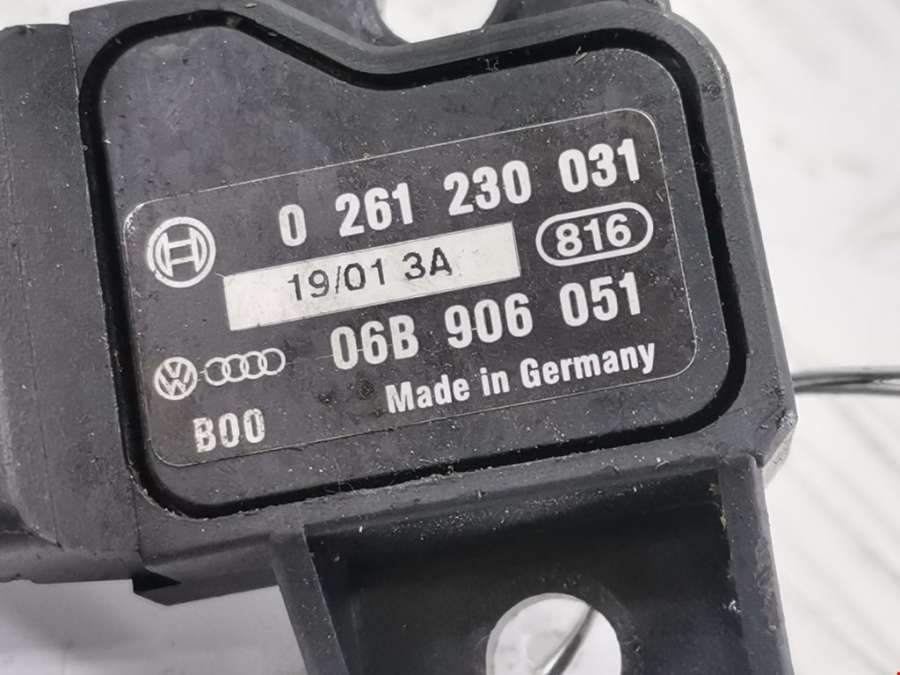 0 261 230 031
816
19/01 3A
06B 906 051
Made in Germany
B00